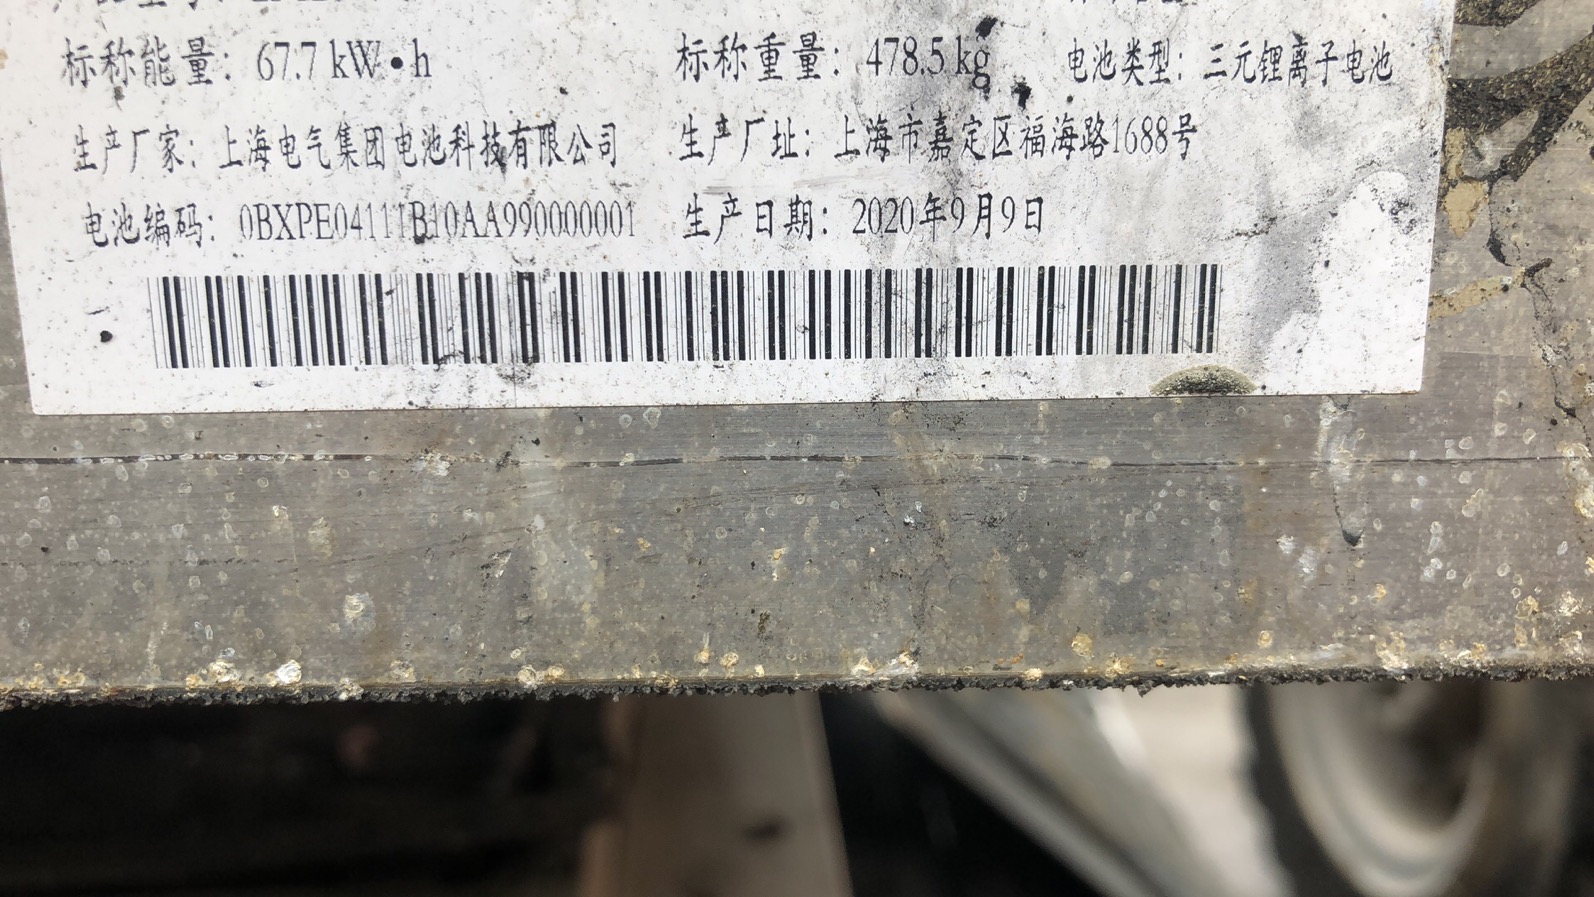 标称能量：67.7 kW•h 标称重量：478.5 kg 电池类型：三元锂离子电池
生产厂家：上海电气集团电池科技有限公司 生产厂址：上海市嘉定区福海路1688号
电池编码：0BXPE04111B10AA990000001 生产日期：2020年9月9日